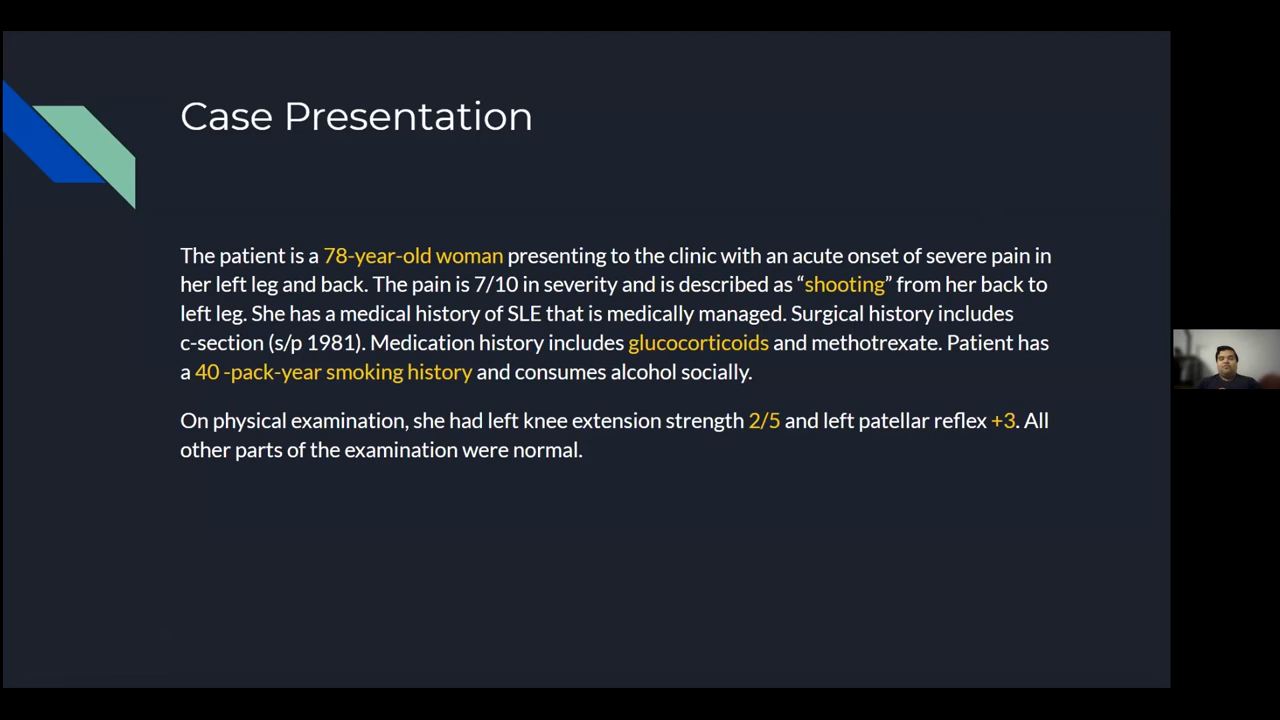 Case Presentation
The patient is a 78-year-old woman presenting to the clinic with an acute onset of severe pain in
her left leg and back. The pain is 7/10 in severity and is described as “shooting” from her back to
left leg. She has a medical history of SLE that is medically managed. Surgical history includes
c-section (s/p 1981). Medication history includes glucocorticoids and methotrexate. Patient has
a 40 -pack-year smoking history and consumes alcohol socially.
On physical examination, she had left knee extension strength 2/5 and left patellar reflex +3. All
other parts of the examination were normal.